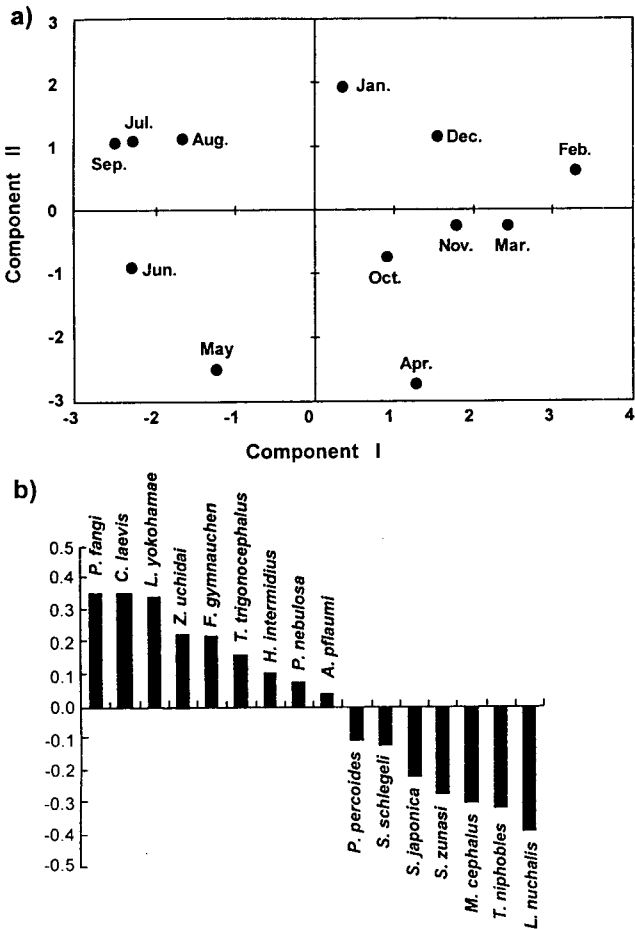 a)
3
2
1
0
-1
-2
-3
Component II
Jan.
Jul.
Dec.
Aug.
Feb.
Sep.
Nov. Mar.
Jun.
Oct.
May
Apr.
-3 -2 -1 0 1 2 3 4
Component I
b)
0.5
0.4
0.3
0.2
0.1
0.0
-0.1
-0.2
-0.3
-0.4
-0.5
P. fangi
C. laevis
L. yokohamae
Z. uchidai
F. gymnauchen
T. trigonocephalus
H. intermidius
P. nebulosa
A. pflaumi
P. percoides
S. schlegeli
S. japonica
S. zunasi
M. cephalus
T. niphobles
L. nuchalis